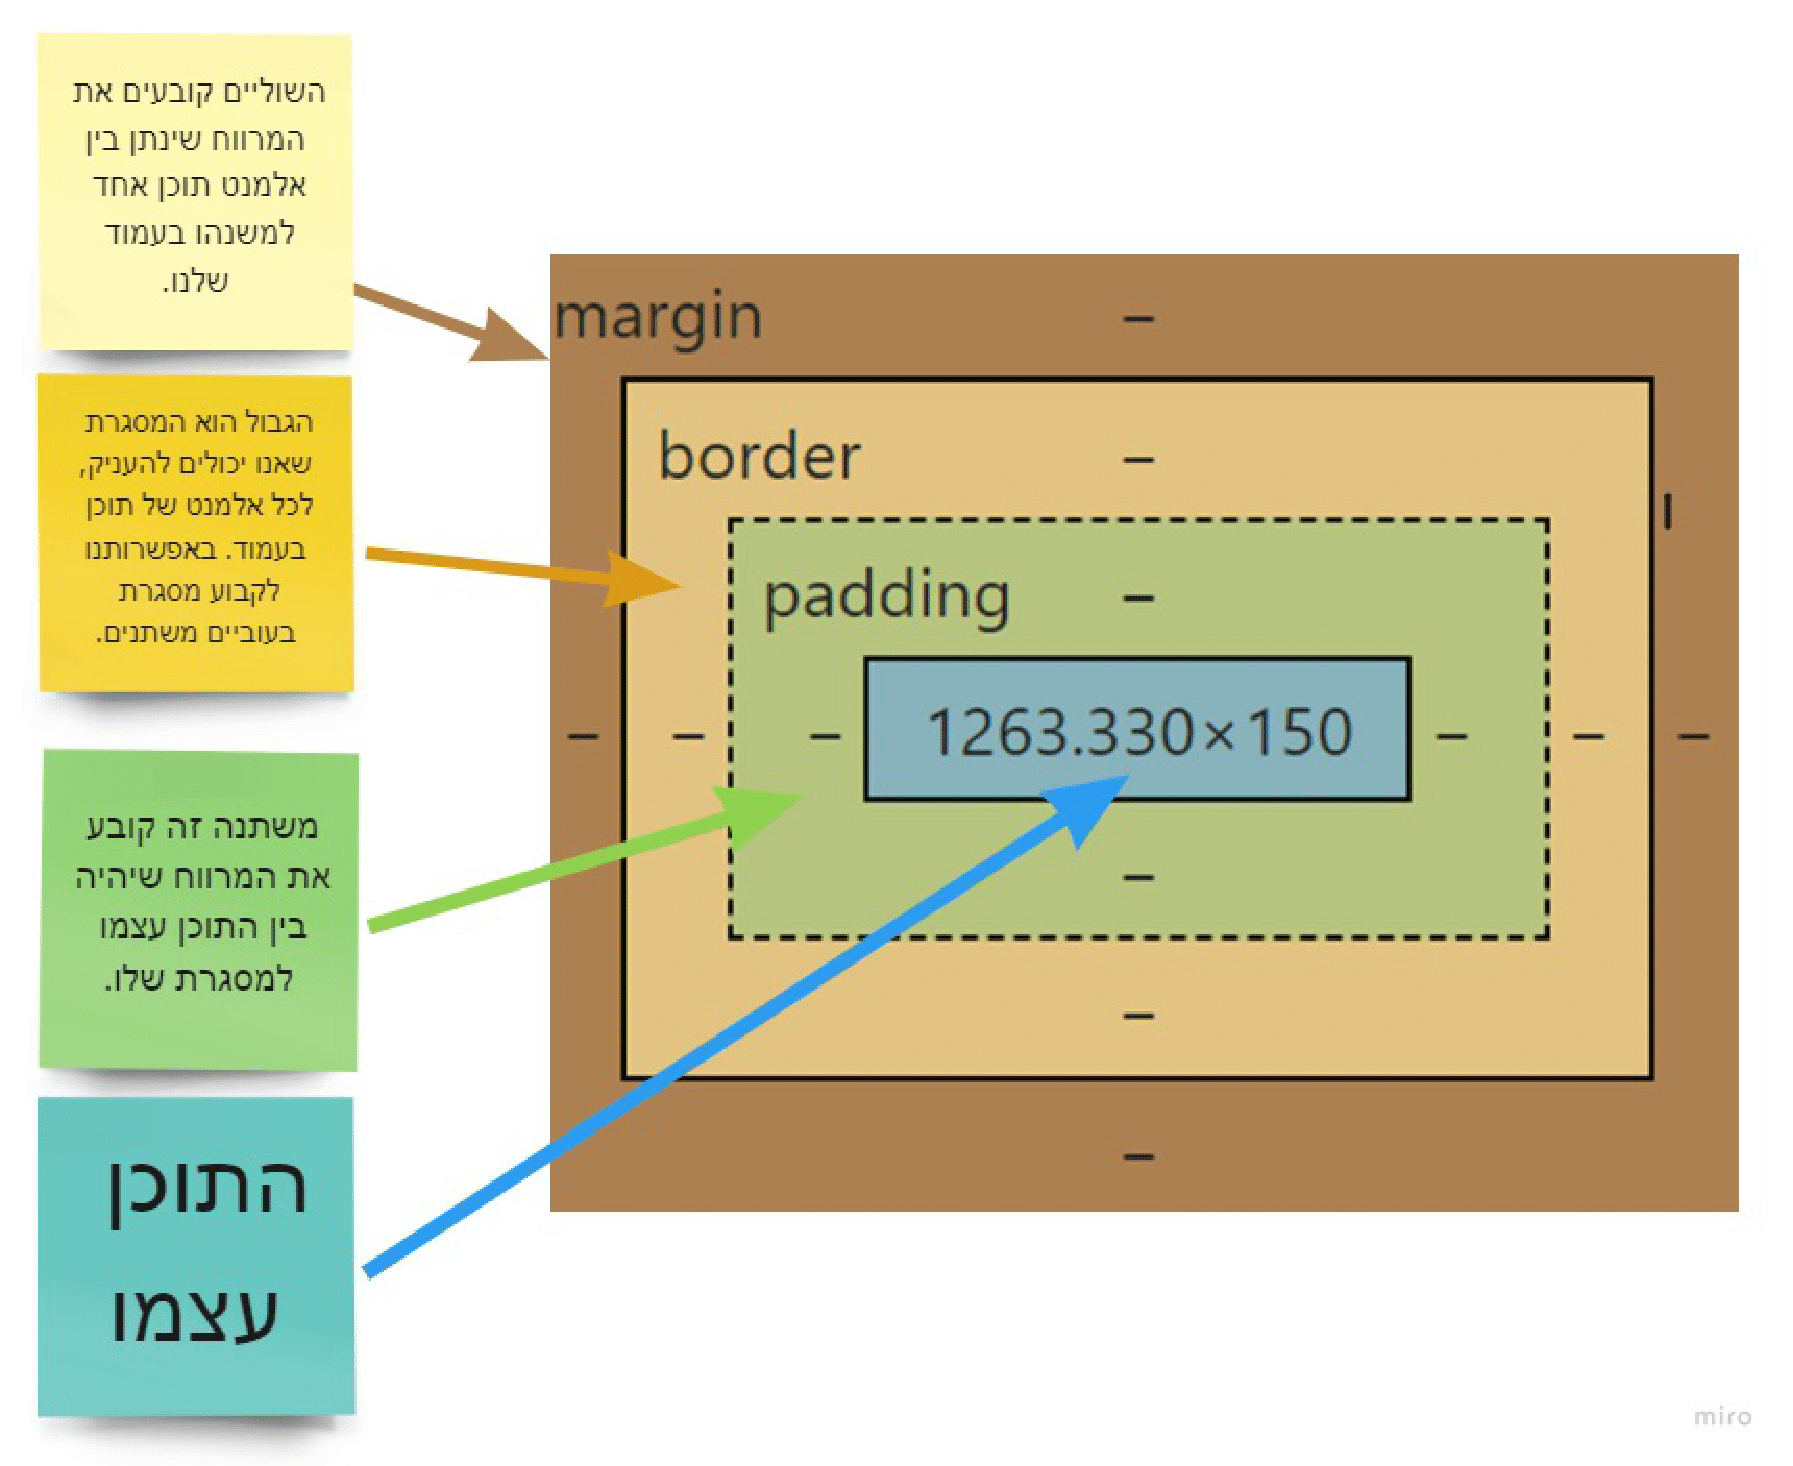 השוליים קובעים את
המרווח שינתן בין
אלמנט תוכן אחד
למשנהו בעמוד
שלנו.
הגבול הוא המסגרת
שאנו יכולים להעניק,
לכל אלמנט של תוכן
בעמוד. באפשרותנו
לקבוע מסגרת
בעוביים משתנים.
משתנה זה קובע
את המרווח שיהיה
בין התוכן עצמו
למסגרת שלו.
התוכן
עצמו
margin –
border –
padding –
– – – 1263.330×150 – – –
–
–
–
miro